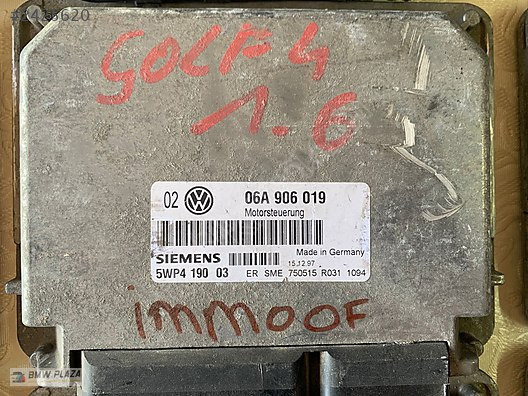 GOLF 4
1.6
02 06A 906 019
Motorsteuerung
Made in Germany
SIEMENS
15.12.97
5WP4 190 03 ER SME 750515 R031 1094
iMMOOF
BMW PLAZA